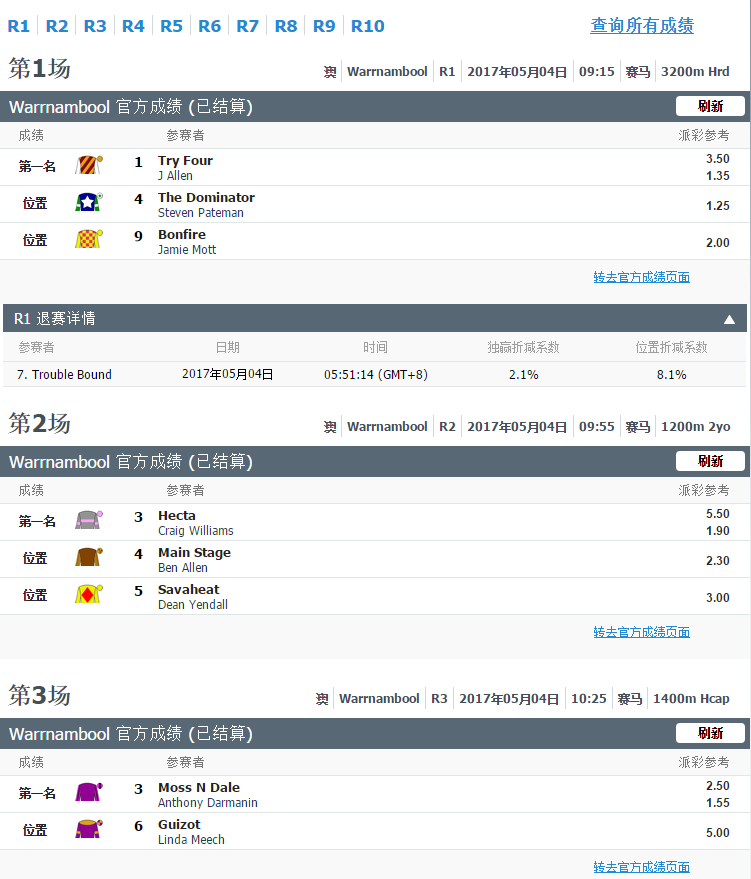 R1 R2 R3 R4 R5 R6 R7 R8 R9 R10 查询所有成绩
第1场 澳 Warrnambool R1 2017年05月04日 09:15 赛马 3200m Hrd
Warrnambool 官方成绩 (已结算) 刷新
成绩 参赛者 派彩参考
第一名 1 Try Four 3.50
J Allen 1.35
位置 4 The Dominator 1.25
Steven Pateman
位置 9 Bonfire 2.00
Jamie Mott
转去官方成绩页面
R1 退赛详情
参赛者 日期 时间 独赢折减系数 位置折减系数
7. Trouble Bound 2017年05月04日 05:51:14 (GMT+8) 2.1% 8.1%
第2场 澳 Warrnambool R2 2017年05月04日 09:55 赛马 1200m 2yo
Warrnambool 官方成绩 (已结算) 刷新
成绩 参赛者 派彩参考
第一名 3 Hecta 5.50
Craig Williams 1.90
位置 4 Main Stage 2.30
Ben Allen
位置 5 Savaheat 3.00
Dean Yendall
转去官方成绩页面
第3场 澳 Warrnambool R3 2017年05月04日 10:25 赛马 1400m Hcap
Warrnambool 官方成绩 (已结算) 刷新
成绩 参赛者 派彩参考
第一名 3 Moss N Dale 2.50
Anthony Darmanin 1.55
位置 6 Guizot 5.00
Linda Meech
转去官方成绩页面